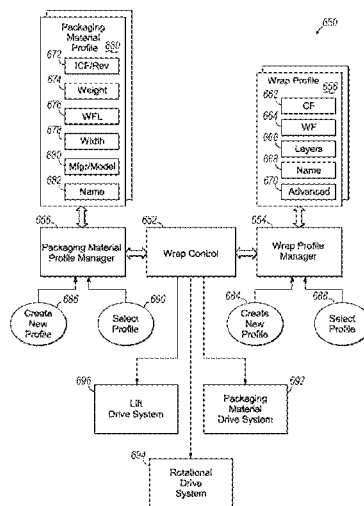 650
Packaging
Material
Profile 660
672
ICF/Rev
674
Weight
676
WFL
678
Width
680
Mfgr/Model
682
Name
Wrap Profile
656
662
CF
664
WF
666
Layers
668
Name
670
Advanced
658
Packaging Material
Profile Manager
652
Wrap Control
654
Wrap Profile
Manager
686
Create
New
Profile
690
Select
Profile
684
Create
New
Profile
688
Select
Profile
696
Lift
Drive System
692
Packaging
Material
Drive System
694
Rotational
Drive
System